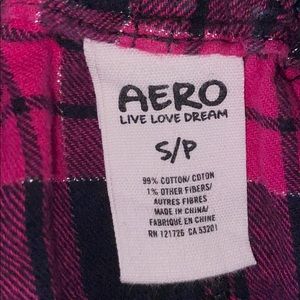 AERO
LIVE LOVE DREAM
S/P
99% COTTON/ COTON
1% OTHER FIBERS/
AUTRES FIBRES
MADE IN CHINA/
FABRIQUÉ EN CHINE
RN 121726 CA 53201